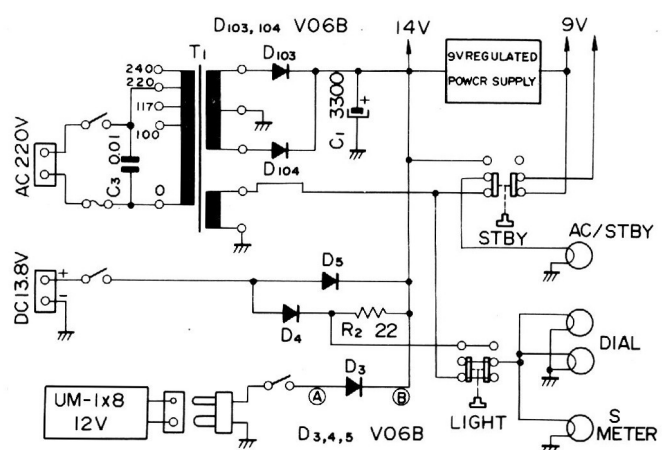 D103, 104 V06B
14V
9V
T1
D103
240
220
117
100
0
9V REGULATED
POWCR SUPPLY
C1 3300
+
AC 220V
C3 0.01
D104
STBY
AC/STBY
DC13.8V
+
-
D5
D4
R2 22
DIAL
D3
A
B
UM-1x8
12V
LIGHT
S
METER
D3,4,5 V06B